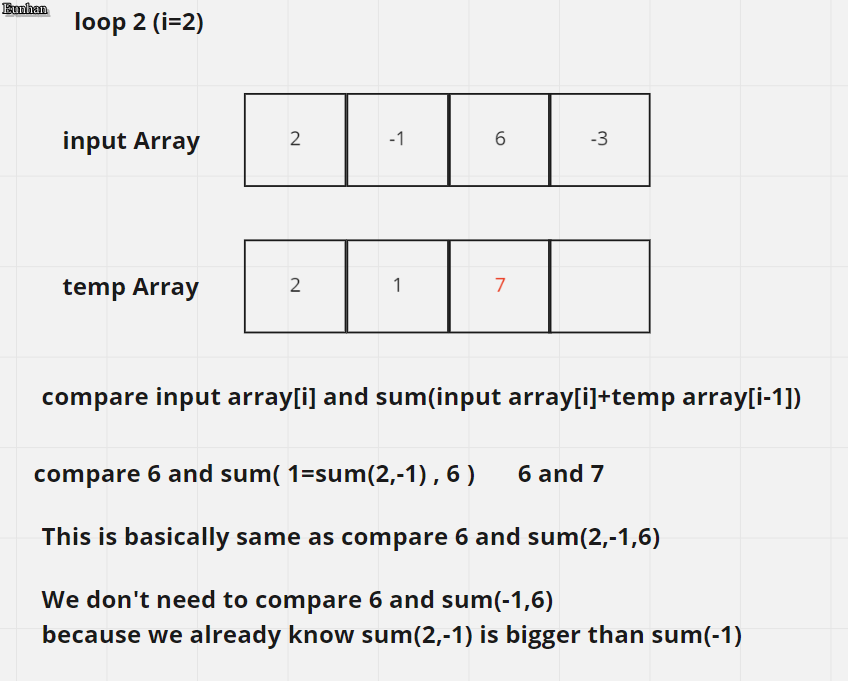 Eunhan
loop 2 (i=2)
input Array 2 -1 6 -3
temp Array 2 1 7
compare input array[i] and sum(input array[i]+temp array[i-1])
compare 6 and sum( 1=sum(2,-1) , 6 ) 6 and 7
This is basically same as compare 6 and sum(2,-1,6)
We don't need to compare 6 and sum(-1,6)
because we already know sum(2,-1) is bigger than sum(-1)